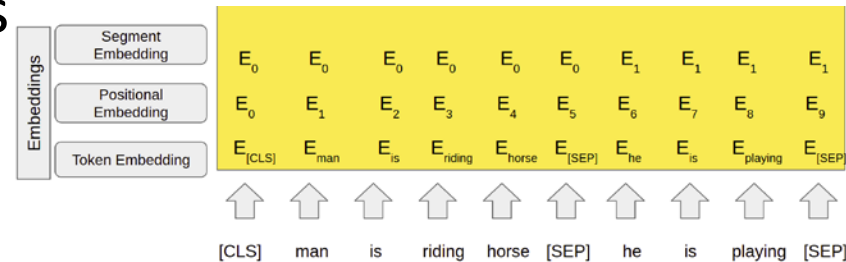 S
Segment
Embedding
E0 E0 E0 E0 E0 E0 E1 E1 E1 E1
Embeddings
Positional
Embedding
E0 E1 E2 E3 E4 E5 E6 E7 E8 E9
Token Embedding
E[CLS] Eman Eis Eriding Ehorse E[SEP] Ehe Eis Eplaying E[SEP]
[CLS] man is riding horse [SEP] he is playing [SEP]